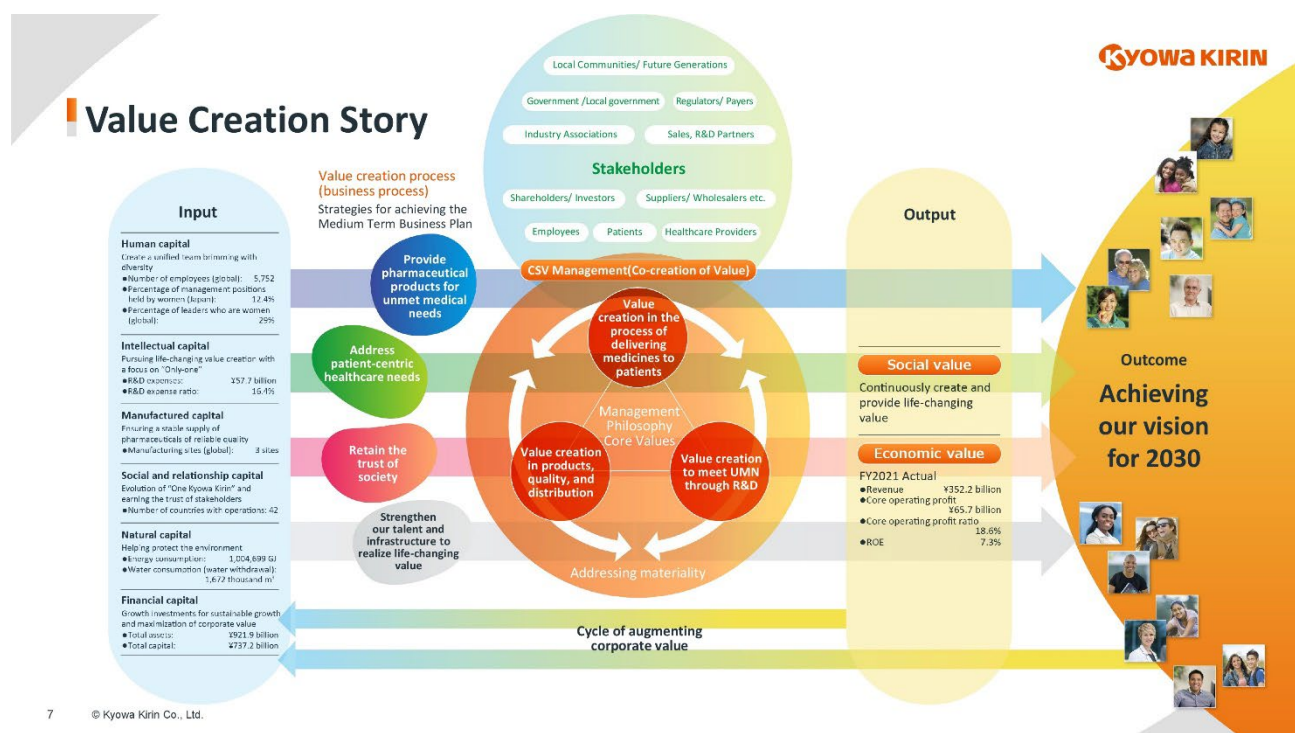 KYOWA KIRIN
Value Creation Story
Input
Human capital
Create a unified team brimming with
diversity
●Number of employees (global): 5,752
●Percentage of management positions
held by women (Japan): 12.4%
●Percentage of leaders who are women
(global): 29%
Intellectual capital
Pursuing life-changing value creation with
a focus on "Only-one"
●R&D expenses: ¥57.7 billion
●R&D expense ratio: 16.4%
Manufactured capital
Ensuring a stable supply of
pharmaceuticals of reliable quality
●Manufacturing sites (global): 3 sites
Social and relationship capital
Evolution of "One Kyowa Kirin" and
earning the trust of stakeholders
●Number of countries with operations: 42
Natural capital
Helping protect the environment
●Energy consumption: 1,004,699 GJ
●Water consumption (water withdrawal):
1,672 thousand m³
Financial capital
Growth investments for sustainable growth
and maximization of corporate value
●Total assets: ¥921.9 billion
●Total capital: ¥737.2 billion
Value creation process
(business process)
Strategies for achieving the
Medium Term Business Plan
Provide
pharmaceutical
products for
unmet medical
needs
Address
patient-centric
healthcare needs
Retain the
trust of
society
Strengthen
our talent and
infrastructure to
realize life-changing
value
Local Communities/ Future Generations
Government /Local government
Regulators/ Payers
Industry Associations
Sales, R&D Partners
Stakeholders
Shareholders/ Investors
Suppliers/ Wholesalers etc.
Employees
Patients
Healthcare Providers
CSV Management(Co-creation of Value)
Value
creation in the
process of
delivering
medicines to
patients
Management
Philosophy
Core Values
Value creation
in products,
quality, and
distribution
Value creation
to meet UMN
through R&D
Addressing materiality
Cycle of augmenting
corporate value
Output
Social value
Continuously create and
provide life-changing
value
Economic value
FY2021 Actual
●Revenue ¥352.2 billion
●Core operating profit
¥65.7 billion
●Core operating profit ratio
18.6%
●ROE 7.3%
Outcome
Achieving
our vision
for 2030
7
© Kyowa Kirin Co., Ltd.